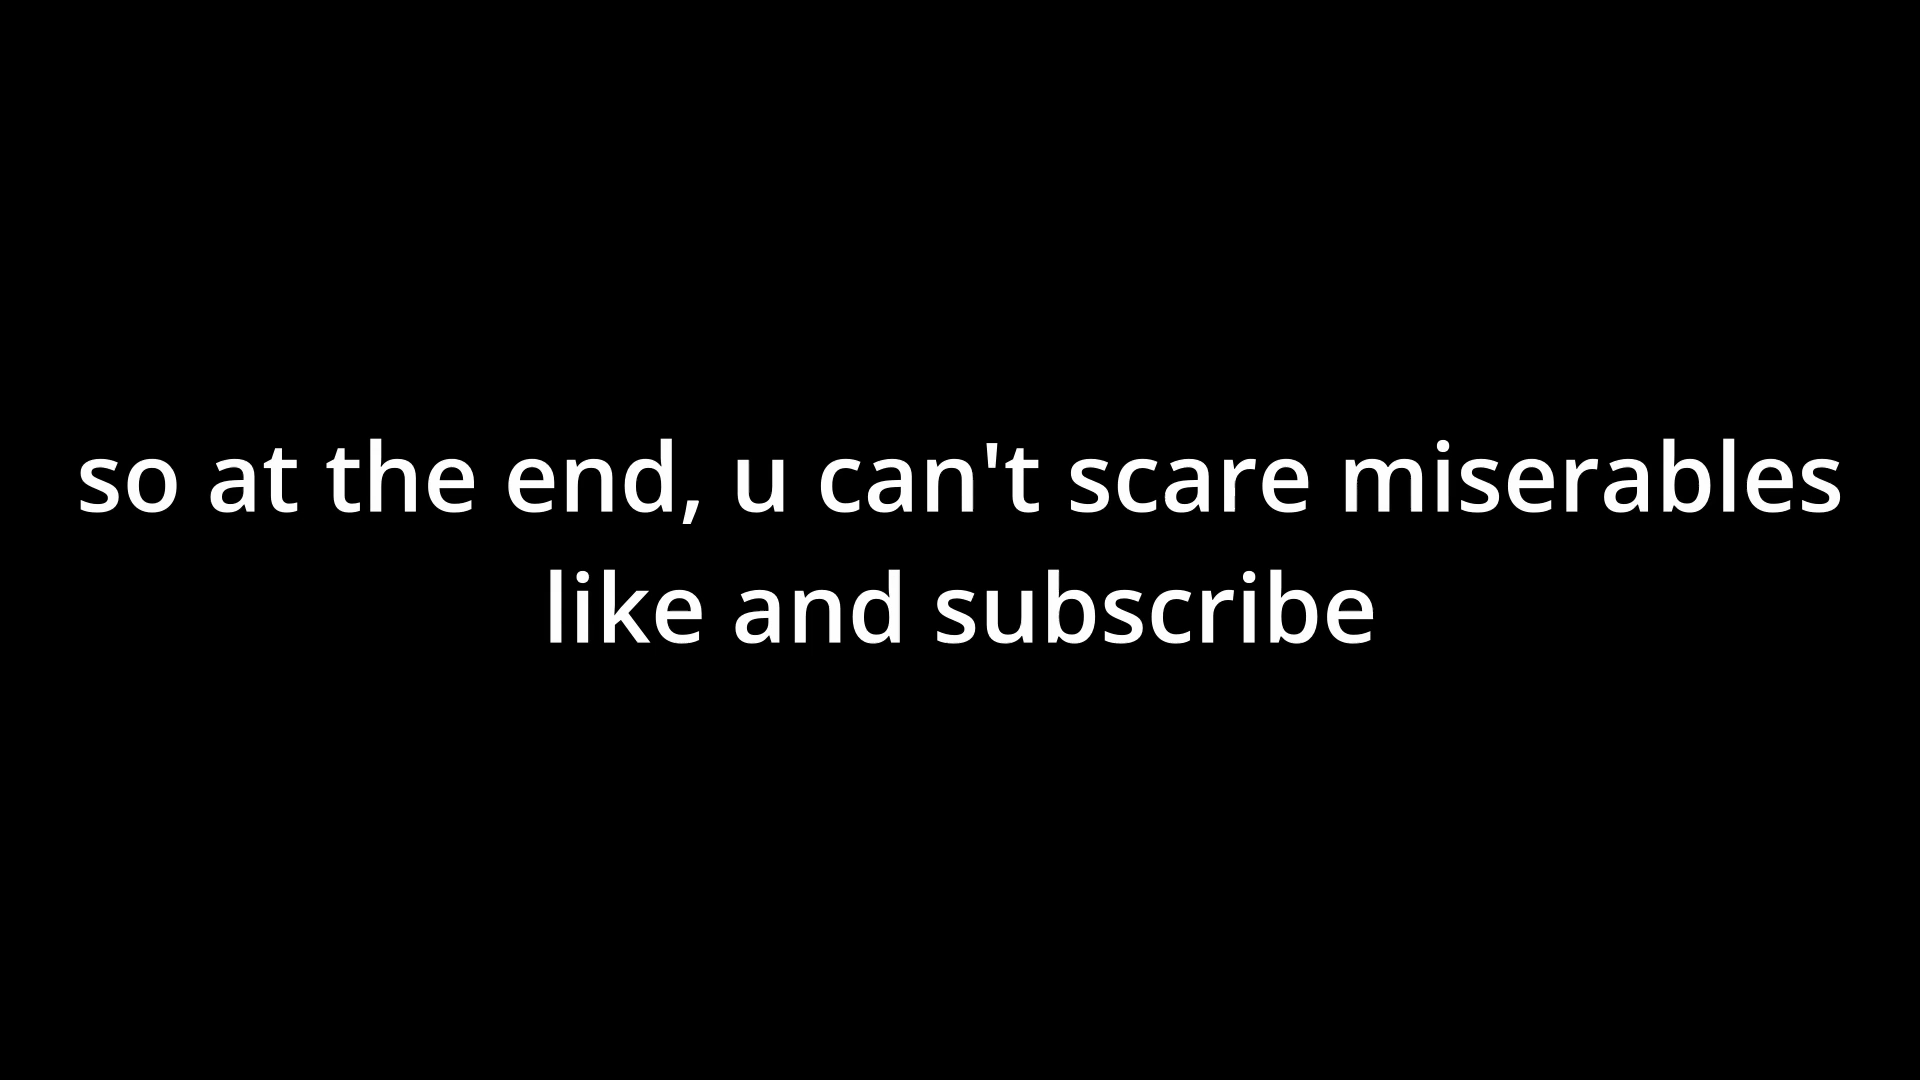 so at the end, u can't scare miserables
like and subscribe